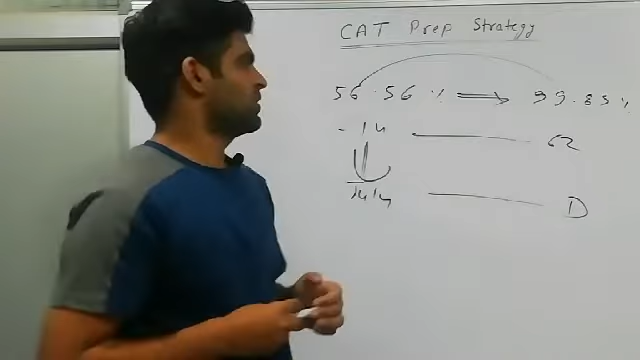 CAT Prep Strategy
56.56 % ⟹ 99.85 %
-14 — 62
— D